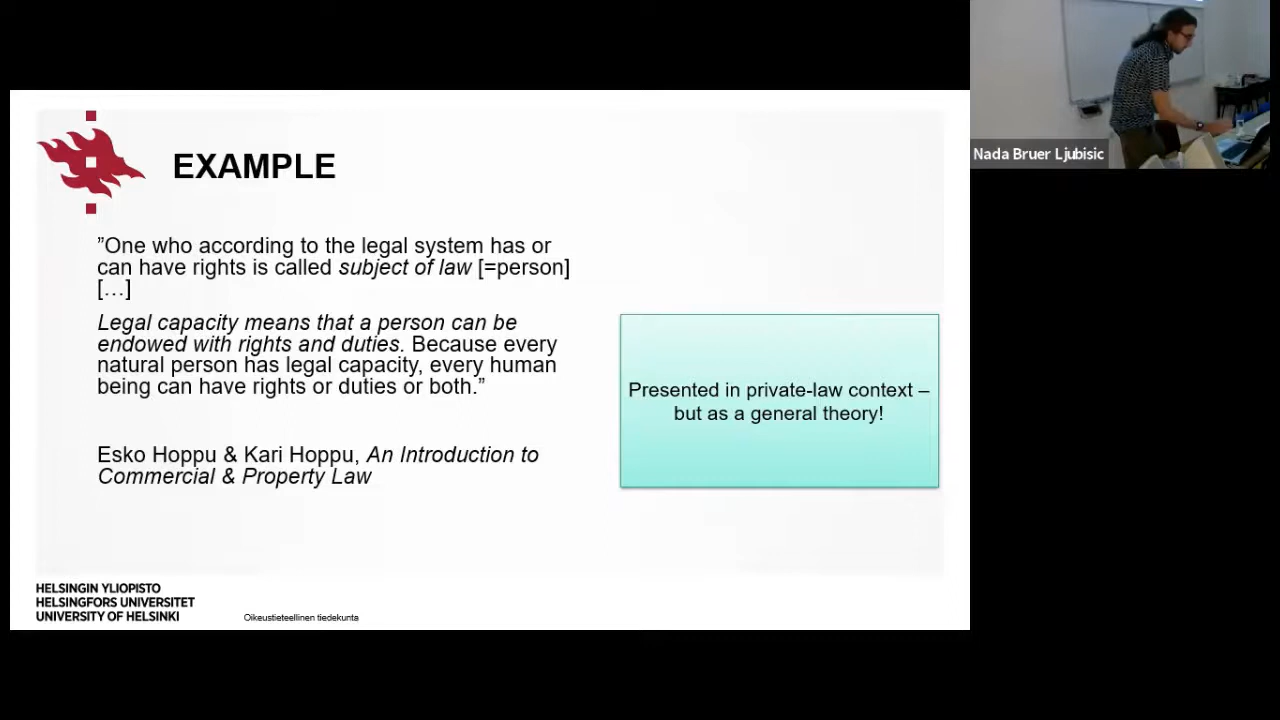 EXAMPLE
”One who according to the legal system has or
can have rights is called subject of law [=person]
[…]
Legal capacity means that a person can be
endowed with rights and duties. Because every
natural person has legal capacity, every human
being can have rights or duties or both.”
Esko Hoppu & Kari Hoppu, An Introduction to
Commercial & Property Law
Presented in private-law context –
but as a general theory!
HELSINGIN YLIOPISTO
HELSINGFORS UNIVERSITET
UNIVERSITY OF HELSINKI
Oikeustieteellinen tiedekunta
Nada Bruer Ljubisic